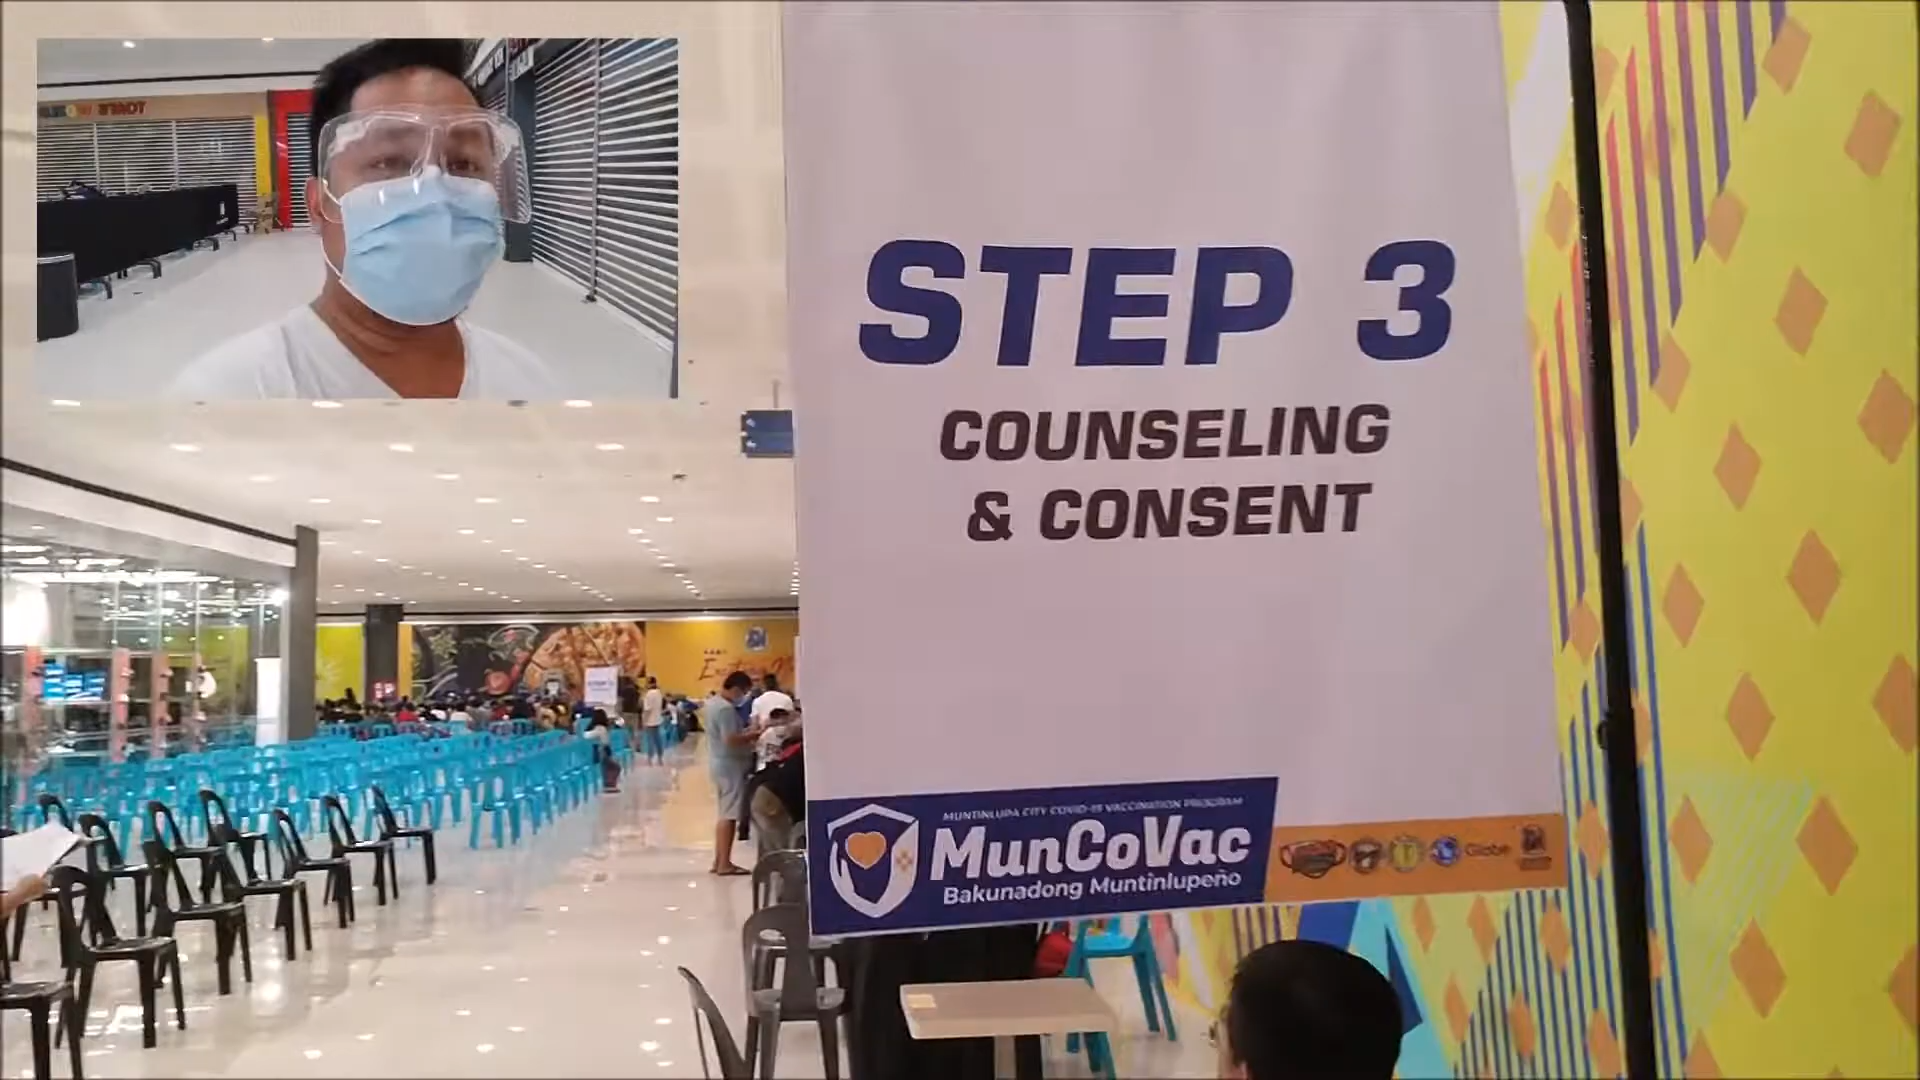 STEP 3
COUNSELING
& CONSENT
MUNTINLUPA CITY COVID-19 VACCINATION PROGRAM
MunCoVac
Bakunadong Muntinlupeño
Globe